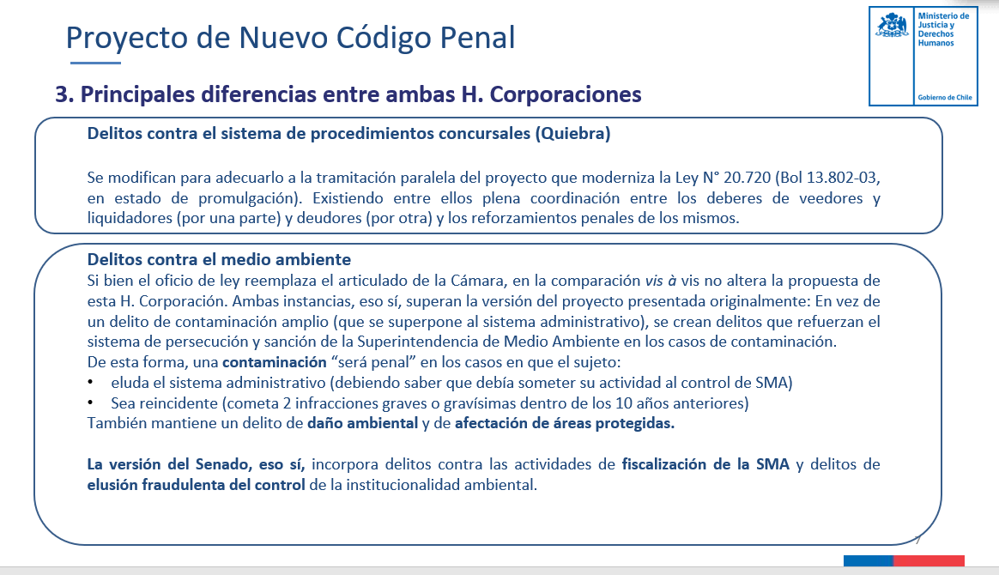 Proyecto de Nuevo Código Penal
Ministerio de
Justicia y
Derechos
Humanos
Gobierno de Chile
3. Principales diferencias entre ambas H. Corporaciones
Delitos contra el sistema de procedimientos concursales (Quiebra)
Se modifican para adecuarlo a la tramitación paralela del proyecto que moderniza la Ley N° 20.720 (Bol 13.802-03,
en estado de promulgación). Existiendo entre ellos plena coordinación entre los deberes de veedores y
liquidadores (por una parte) y deudores (por otra) y los reforzamientos penales de los mismos.
Delitos contra el medio ambiente
Si bien el oficio de ley reemplaza el articulado de la Cámara, en la comparación vis à vis no altera la propuesta de
esta H. Corporación. Ambas instancias, eso sí, superan la versión del proyecto presentada originalmente: En vez de
un delito de contaminación amplio (que se superpone al sistema administrativo), se crean delitos que refuerzan el
sistema de persecución y sanción de la Superintendencia de Medio Ambiente en los casos de contaminación.
De esta forma, una contaminación “será penal” en los casos en que el sujeto:
• eluda el sistema administrativo (debiendo saber que debía someter su actividad al control de SMA)
• Sea reincidente (cometa 2 infracciones graves o gravísimas dentro de los 10 años anteriores)
También mantiene un delito de daño ambiental y de afectación de áreas protegidas.
La versión del Senado, eso sí, incorpora delitos contra las actividades de fiscalización de la SMA y delitos de
elusión fraudulenta del control de la institucionalidad ambiental.
7